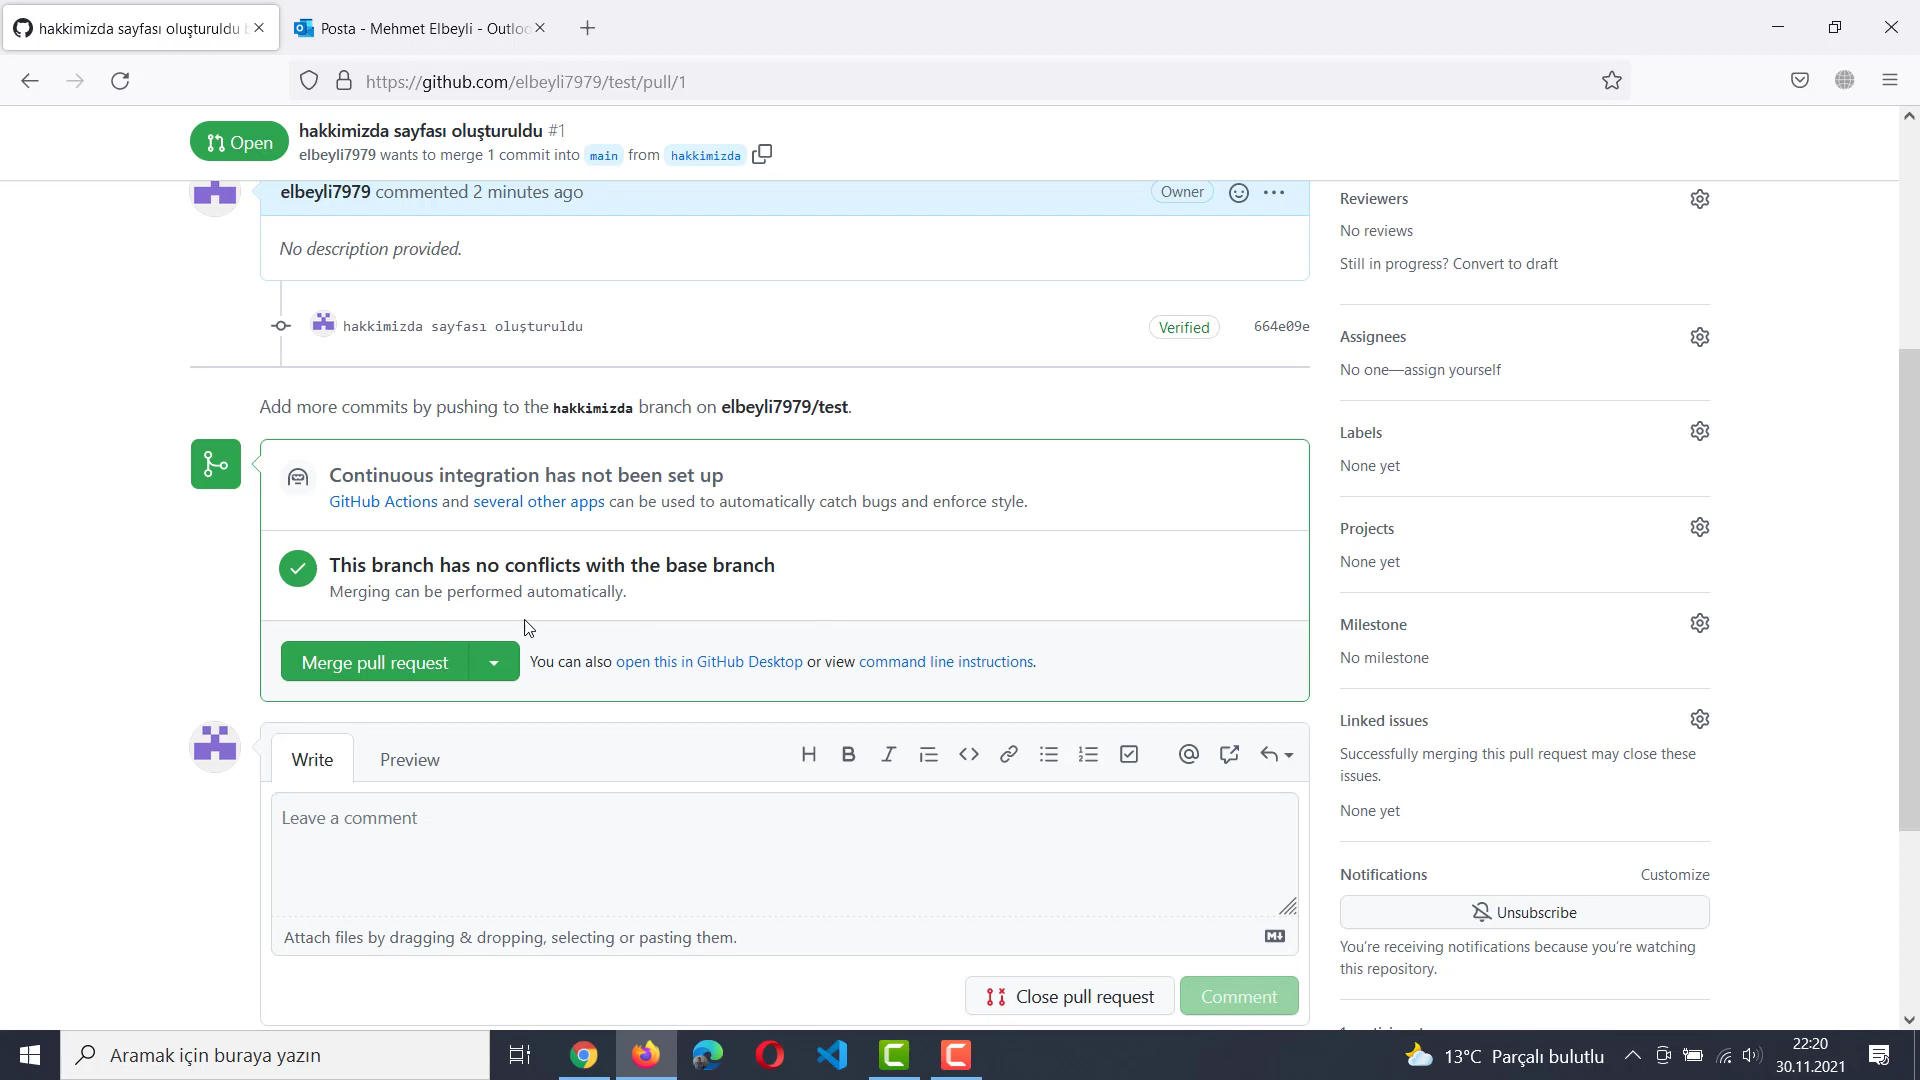 hakkimizda sayfası oluşturuldu
Posta - Mehmet Elbeyli - Outloo
https://github.com/elbeyli7979/test/pull/1
Open
hakkimizda sayfası oluşturuldu #1
elbeyli7979 wants to merge 1 commit into main from hakkimizda
elbeyli7979 commented 2 minutes ago
Owner
No description provided.
hakkimizda sayfası oluşturuldu
Verified
664e09e
Add more commits by pushing to the hakkimizda branch on elbeyli7979/test.
Continuous integration has not been set up
GitHub Actions and several other apps can be used to automatically catch bugs and enforce style.
This branch has no conflicts with the base branch
Merging can be performed automatically.
Merge pull request
You can also open this in GitHub Desktop or view command line instructions.
Write
Preview
Leave a comment
Attach files by dragging & dropping, selecting or pasting them.
Close pull request
Comment
Reviewers
No reviews
Still in progress? Convert to draft
Assignees
No one—assign yourself
Labels
None yet
Projects
None yet
Milestone
No milestone
Linked issues
Successfully merging this pull request may close these
issues.
None yet
Notifications
Customize
Unsubscribe
You're receiving notifications because you're watching
this repository.
Aramak için buraya yazın
13°C Parçalı bulutlu
22:20
30.11.2021